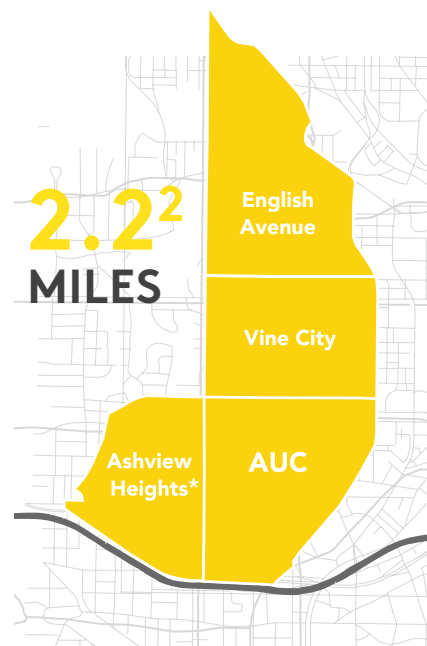 English
Avenue
2.2²
MILES
Vine City
Ashview
Heights*
AUC